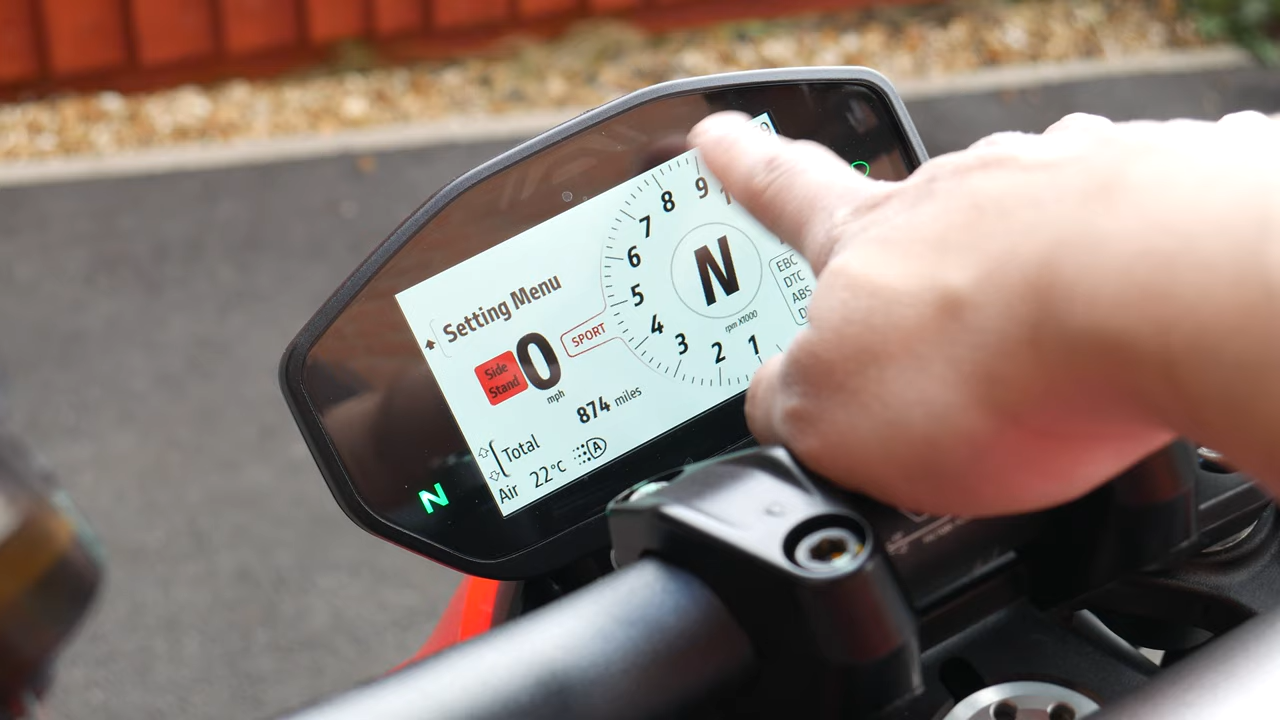 Setting Menu
Side
Stand
0
mph
SPORT
874 miles
Total
Air 22°C
A
N
9
8
7
6
5
4
3
2
1
N
rpm X1000
EBC
DTC
ABS